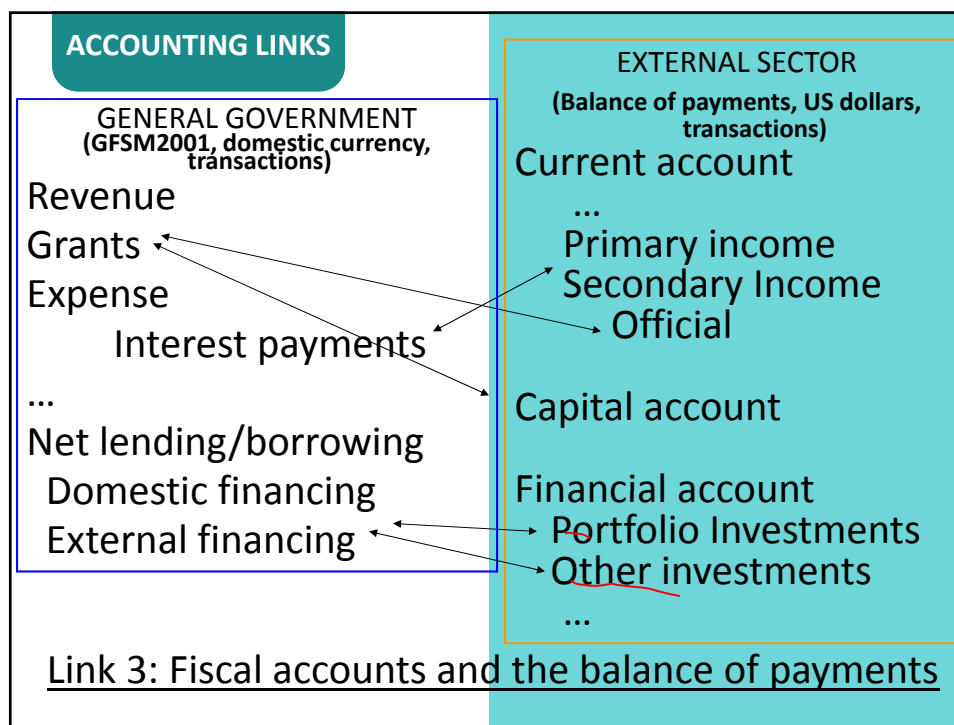 ACCOUNTING LINKS
GENERAL GOVERNMENT
(GFSM2001, domestic currency,
transactions)
Revenue
Grants
Expense
Interest payments
...
Net lending/borrowing
Domestic financing
External financing
EXTERNAL SECTOR
(Balance of payments, US dollars,
transactions)
Current account
...
Primary income
Secondary Income
Official
Capital account
Financial account
Portfolio Investments
Other investments
...
Link 3: Fiscal accounts and the balance of payments